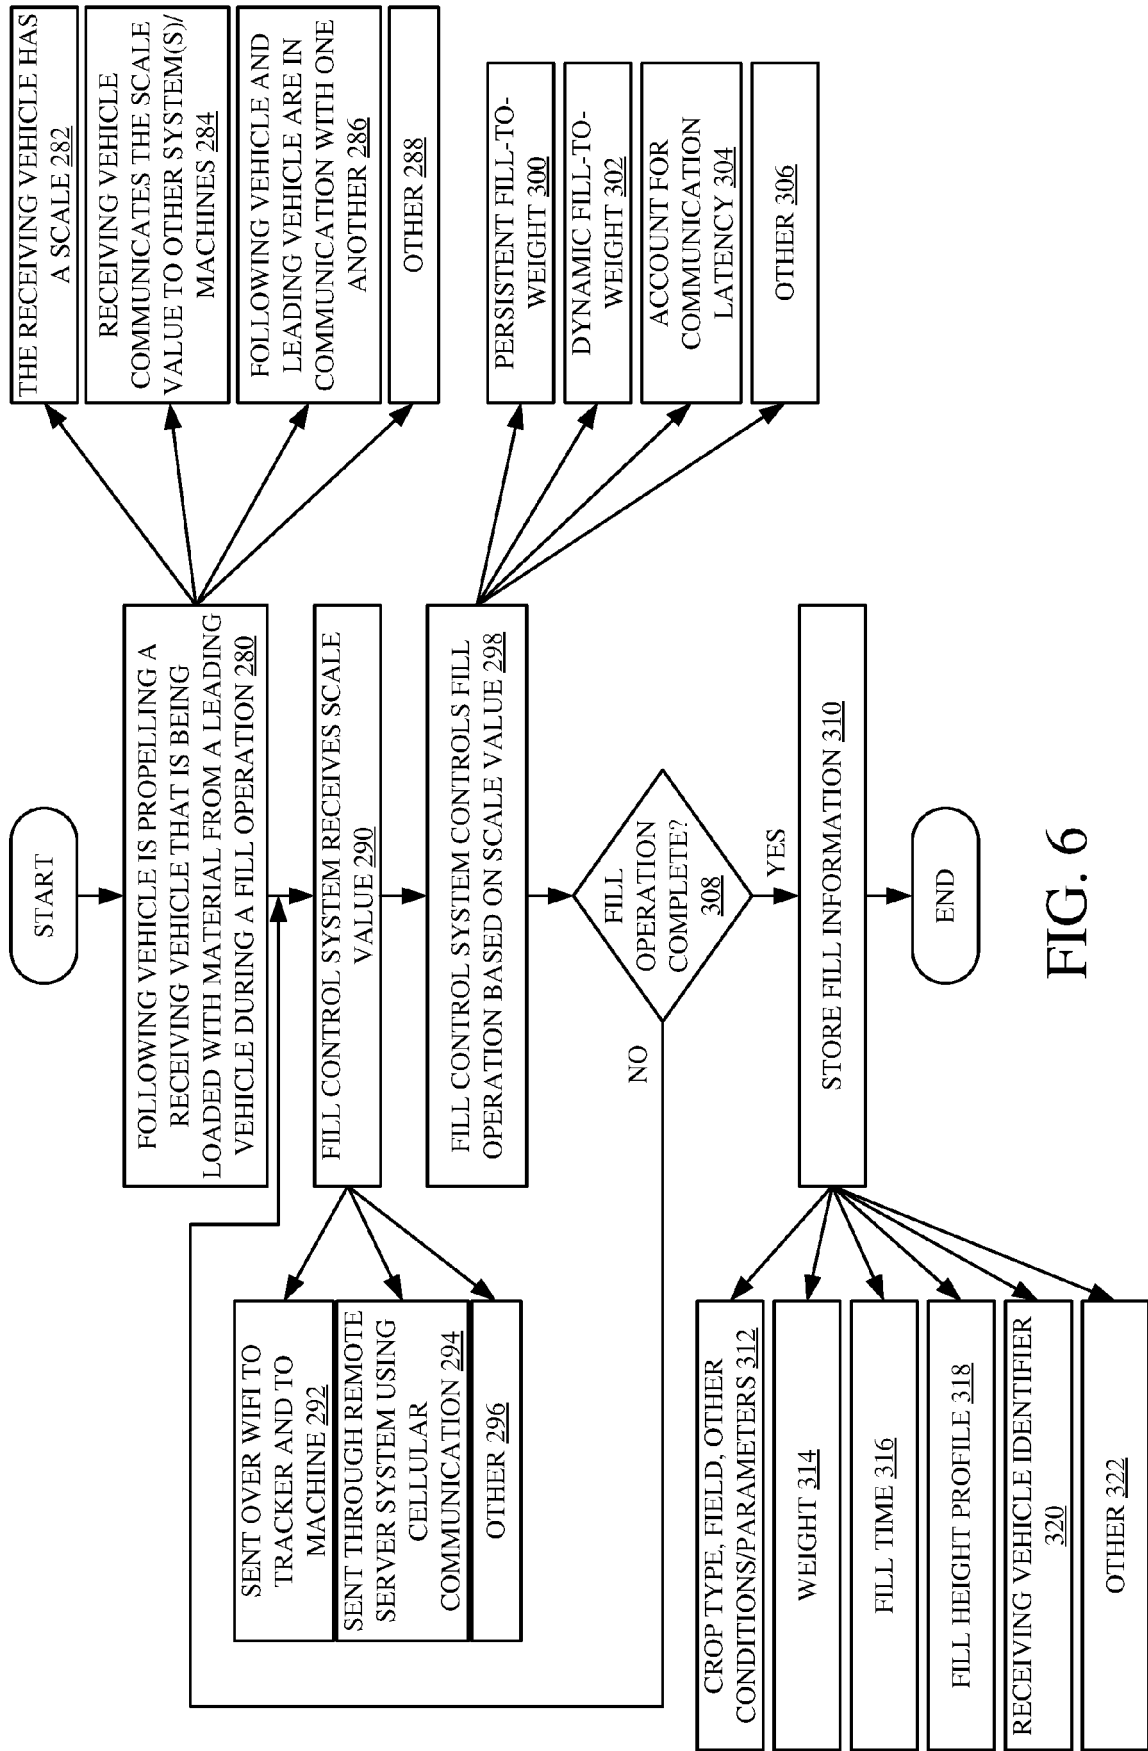 START
FOLLOWING VEHICLE IS PROPELLING A
RECEIVING VEHICLE THAT IS BEING
LOADED WITH MATERIAL FROM A LEADING
VEHICLE DURING A FILL OPERATION 280
THE RECEIVING VEHICLE HAS
A SCALE 282
RECEIVING VEHICLE
COMMUNICATES THE SCALE
VALUE TO OTHER SYSTEM(S)/
MACHINES 284
FOLLOWING VEHICLE AND
LEADING VEHICLE ARE IN
COMMUNICATION WITH ONE
ANOTHER 286
OTHER 288
FILL CONTROL SYSTEM RECEIVES SCALE
VALUE 290
SENT OVER WIFI TO
TRACKER AND TO
MACHINE 292
SENT THROUGH REMOTE
SERVER SYSTEM USING
CELLULAR
COMMUNICATION 294
OTHER 296
FILL CONTROL SYSTEM CONTROLS FILL
OPERATION BASED ON SCALE VALUE 298
PERSISTENT FILL-TO-
WEIGHT 300
DYNAMIC FILL-TO-
WEIGHT 302
ACCOUNT FOR
COMMUNICATION
LATENCY 304
OTHER 306
FILL
OPERATION
COMPLETE?
308
NO
YES
STORE FILL INFORMATION 310
CROP TYPE, FIELD, OTHER
CONDITIONS/PARAMETERS 312
WEIGHT 314
FILL TIME 316
FILL HEIGHT PROFILE 318
RECEIVING VEHICLE IDENTIFIER
320
OTHER 322
END
FIG. 6